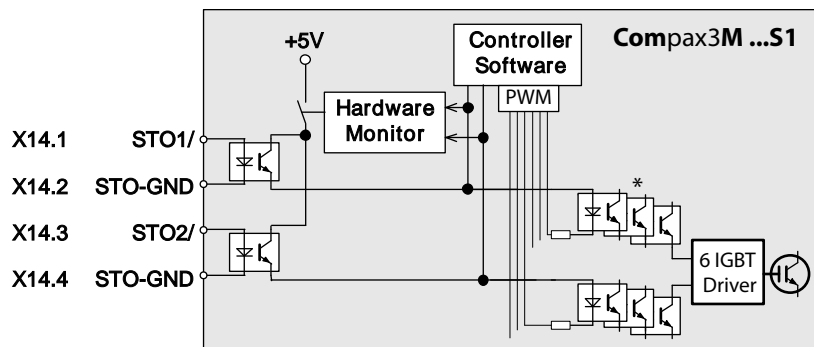 Compax3M ...S1
+5V
Controller
Software
PWM
Hardware
Monitor
X14.1 STO1/
X14.2 STO-GND
X14.3 STO2/
X14.4 STO-GND
*
6 IGBT
Driver